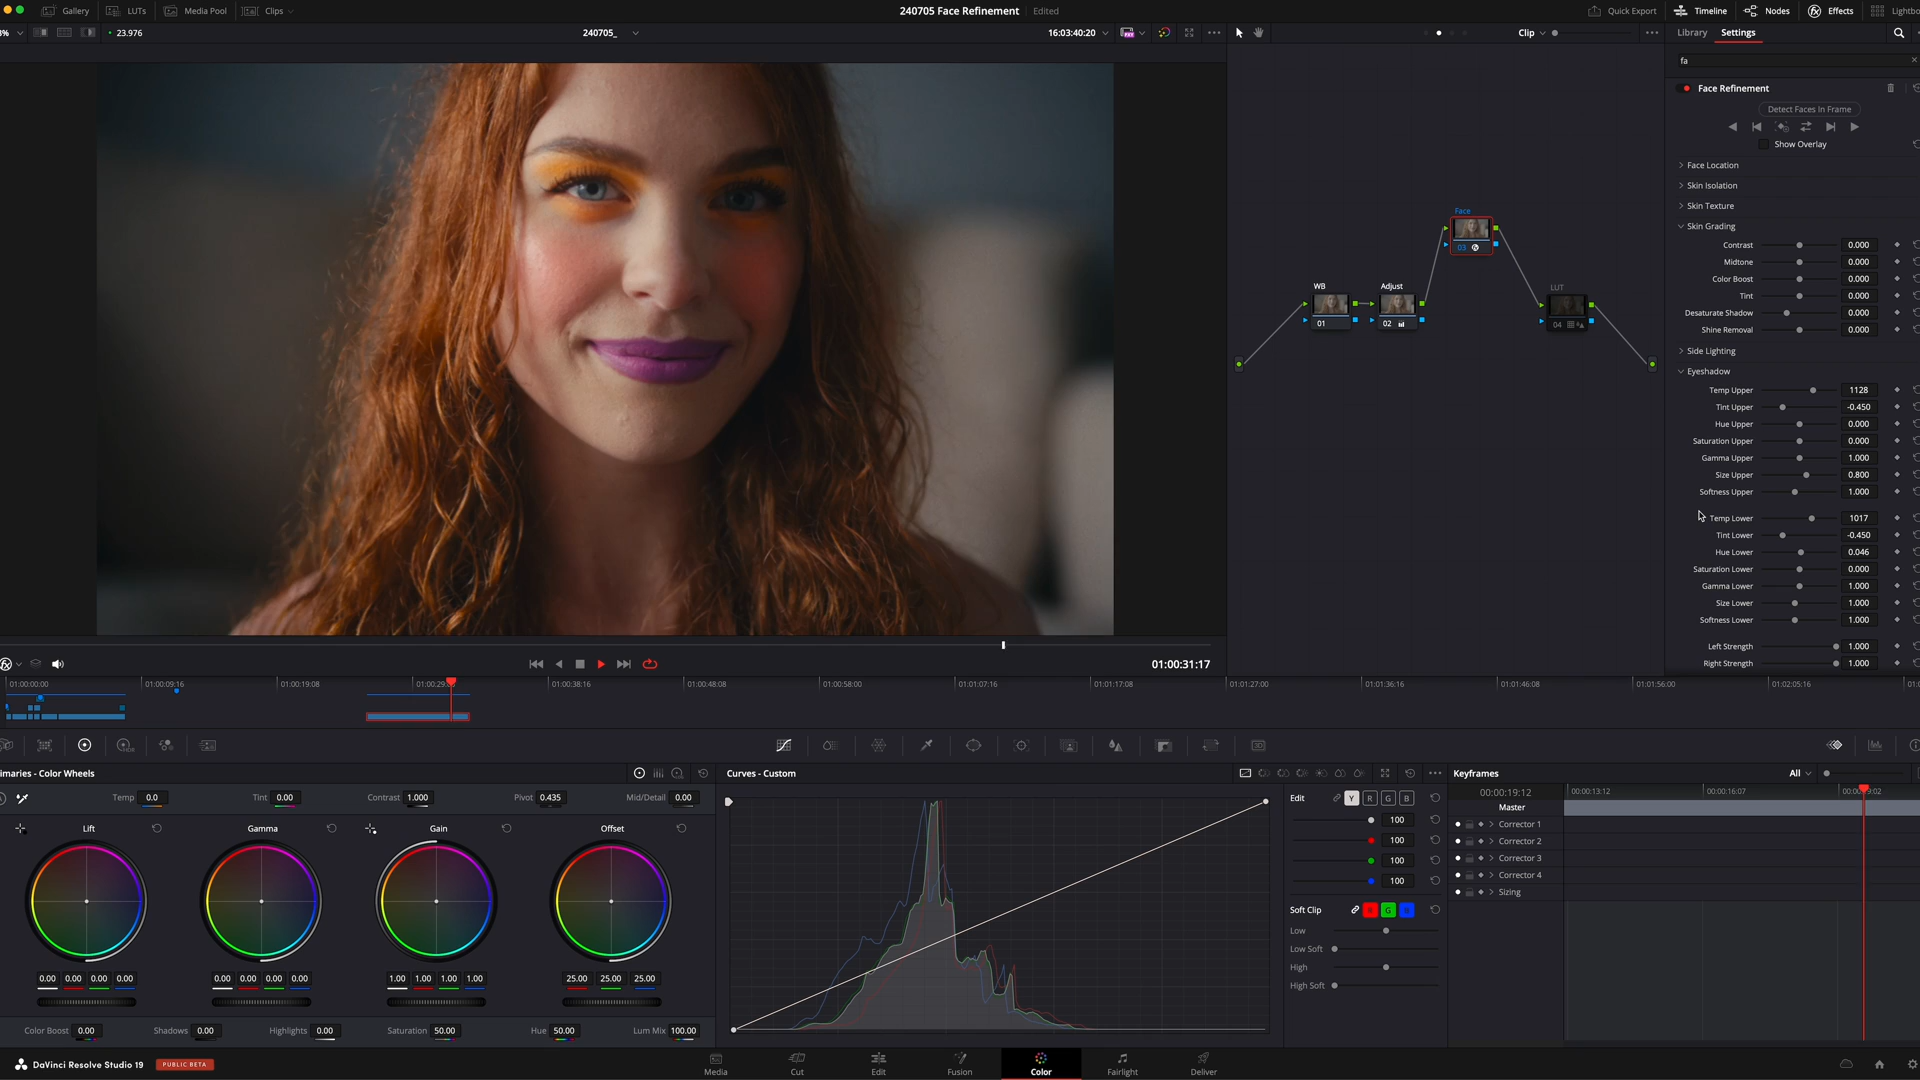 Gallery LUTs Media Pool Clips 240705 Face Refinement Edited Quick Export Timeline Nodes Effects Lightbo
% 23.976 240705_ 16:03:40:20 Clip Library Settings
fa
Face Refinement
Detect Faces In Frame
Show Overlay
Face Location
Skin Isolation
Skin Texture
Skin Grading
Contrast 0.000
Midtone 0.000
Color Boost 0.000
Tint 0.000
Desaturate Shadow 0.000
Shine Removal 0.000
Side Lighting
Eyeshadow
Temp Upper 1128
Tint Upper -0.450
Hue Upper 0.000
Saturation Upper 0.000
Gamma Upper 1.000
Size Upper 0.800
Softness Upper 1.000
Temp Lower 1017
Tint Lower -0.450
Hue Lower 0.046
Saturation Lower 0.000
Gamma Lower 1.000
Size Lower 1.000
Softness Lower 1.000
Left Strength 1.000
Right Strength 1.000
Face
03
WB Adjust LUT
01 02 04
01:00:31:17
01:00:00:00 01:00:09:16 01:00:19:08 01:00:29: 01:00:38:16 01:00:48:08 01:00:58:00 01:01:07:16 01:01:17:08 01:01:27:00 01:01:36:16 01:01:46:08 01:01:56:00 01:02:05:16
imaries - Color Wheels
Temp 0.0 Tint 0.00 Contrast 1.000 Pivot 0.435 Mid/Detail 0.00
Lift Gamma Gain Offset
0.00 0.00 0.00 0.00 0.00 0.00 0.00 0.00 1.00 1.00 1.00 1.00 25.00 25.00 25.00
Color Boost 0.00 Shadows 0.00 Highlights 0.00 Saturation 50.00 Hue 50.00 Lum Mix 100.00
Curves - Custom
Edit Y R G B
100
100
100
100
Soft Clip R G B
Low
Low Soft
High
High Soft
Keyframes All
00:00:19:12 00:00:13:12 00:00:16:07 00:00:19:02
Master
Corrector 1
Corrector 2
Corrector 3
Corrector 4
Sizing
DaVinci Resolve Studio 19 PUBLIC BETA
Media Cut Edit Fusion Color Fairlight Deliver